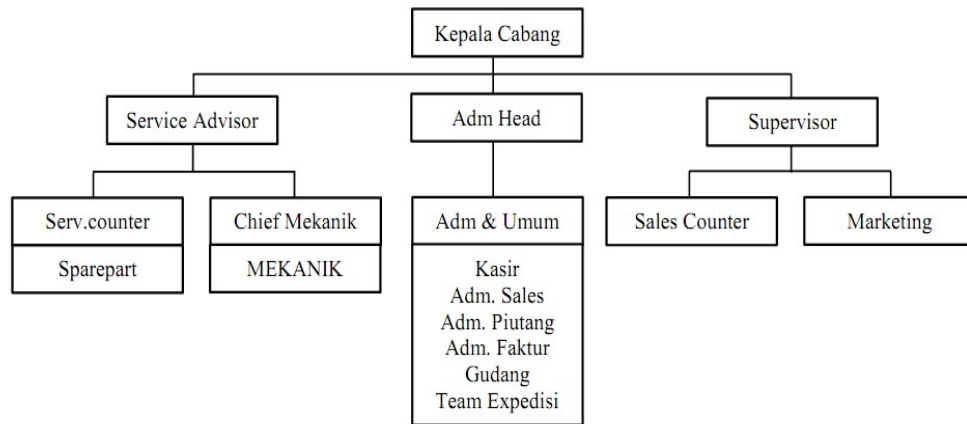 Kepala Cabang
Service Advisor
Adm Head
Supervisor
Serv.counter
Chief Mekanik
Adm & Umum
Sales Counter
Marketing
Sparepart
MEKANIK
Kasir
Adm. Sales
Adm. Piutang
Adm. Faktur
Gudang
Team Expedisi